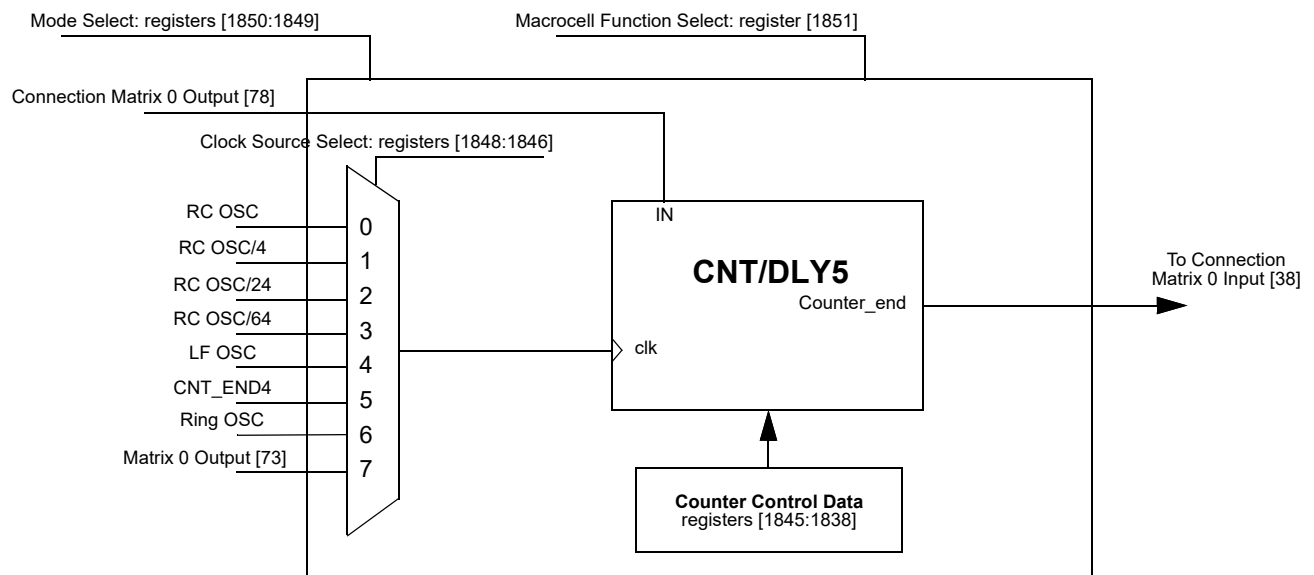 Mode Select: registers [1850:1849]
Macrocell Function Select: register [1851]
Connection Matrix 0 Output [78]
Clock Source Select: registers [1848:1846]
RC OSC
0
RC OSC/4
1
RC OSC/24
2
RC OSC/64
3
LF OSC
4
CNT_END4
5
Ring OSC
6
Matrix 0 Output [73]
7
IN
CNT/DLY5
Counter_end
clk
To Connection
Matrix 0 Input [38]
Counter Control Data
registers [1845:1838]